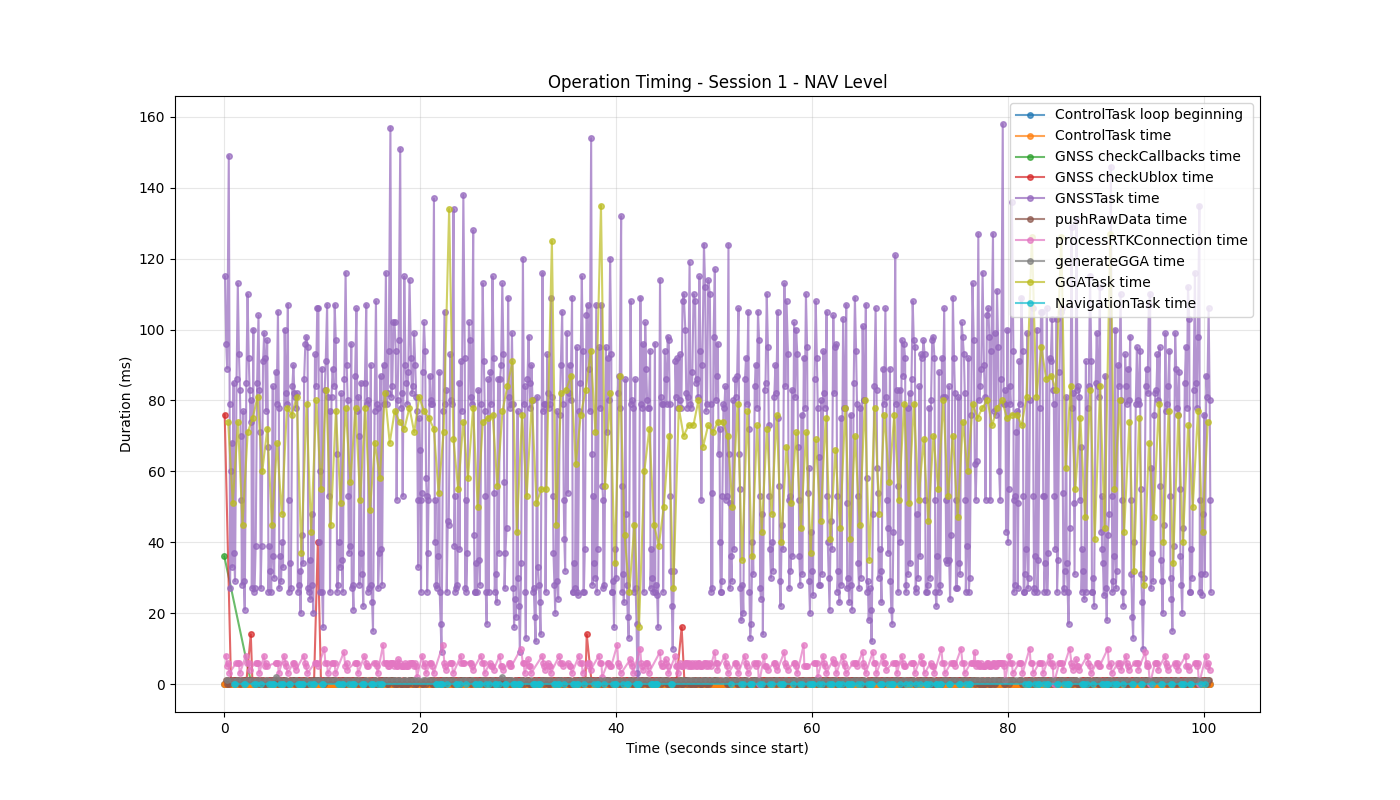 Operation Timing - Session 1 - NAV Level
160
140
120
100
80
60
40
20
0
Duration (ms)
ControlTask loop beginning
ControlTask time
GNSS checkCallbacks time
GNSS checkUblox time
GNSSTask time
pushRawData time
processRTKConnection time
generateGGA time
GGATask time
NavigationTask time
0 20 40 60 80 100
Time (seconds since start)